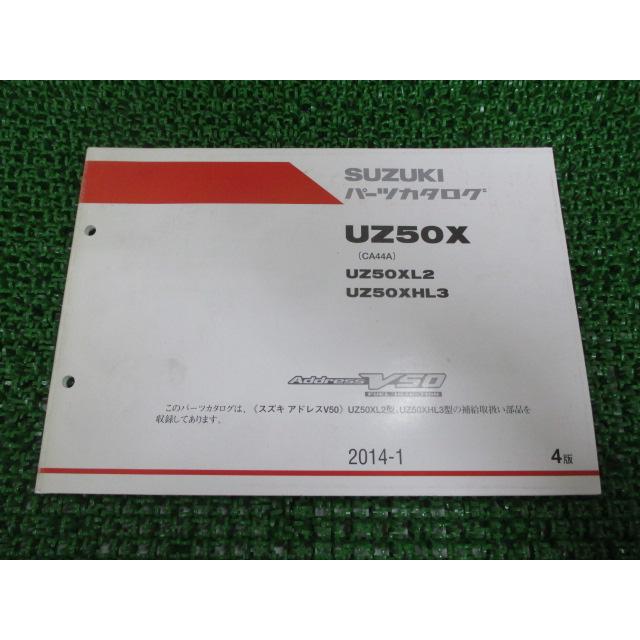 SUZUKI
パーツカタログ
UZ50X
(CA44A)
UZ50XL2
UZ50XHL3
Address V50
FUEL INJECTION
このパーツカタログは、〈スズキ アドレスV50〉UZ50XL2型、UZ50XHL3型の補給取扱い部品を
収録してあります。
2014-1
4版